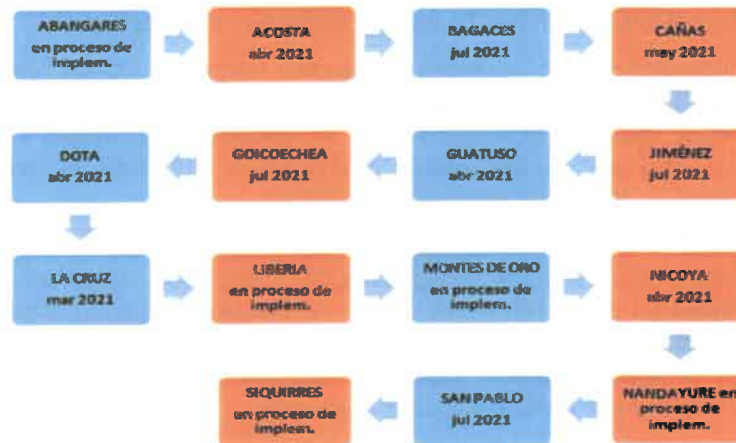 ABANGARES
en proceso de
implem.
ACOSTA
abr 2021
BAGACES
jul 2021
CAÑAS
may 2021
DOTA
abr 2021
GOICOECHEA
jul 2021
GUATUSO
abr 2021
JIMÉNEZ
jul 2021
LA CRUZ
mar 2021
LIBERIA
en proceso de
implem.
MONTES DE ORO
en proceso de
implem.
NICOYA
abr 2021
SIQUIRRES
en proceso de
implem.
SAN PABLO
jul 2021
NANDAYURE en
proceso de
implem.